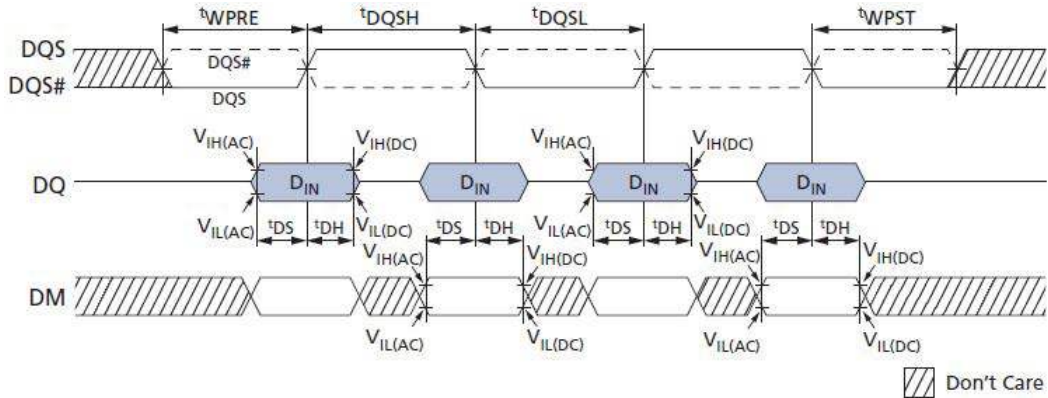 tWPRE tDQSH tDQSL tWPST
DQS
DQS#
DQS#
DQS
VIH(AC) VIH(DC) VIH(AC) VIH(DC)
DQ DIN DIN DIN DIN
VIL(AC) tDS tDH VIL(DC) tDS tDH VIL(AC) tDS tDH VIL(DC) tDS tDH
VIH(AC) VIH(DC) VIH(AC) VIH(DC)
DM
VIL(AC) VIL(DC) VIL(AC) VIL(DC)
Don't Care